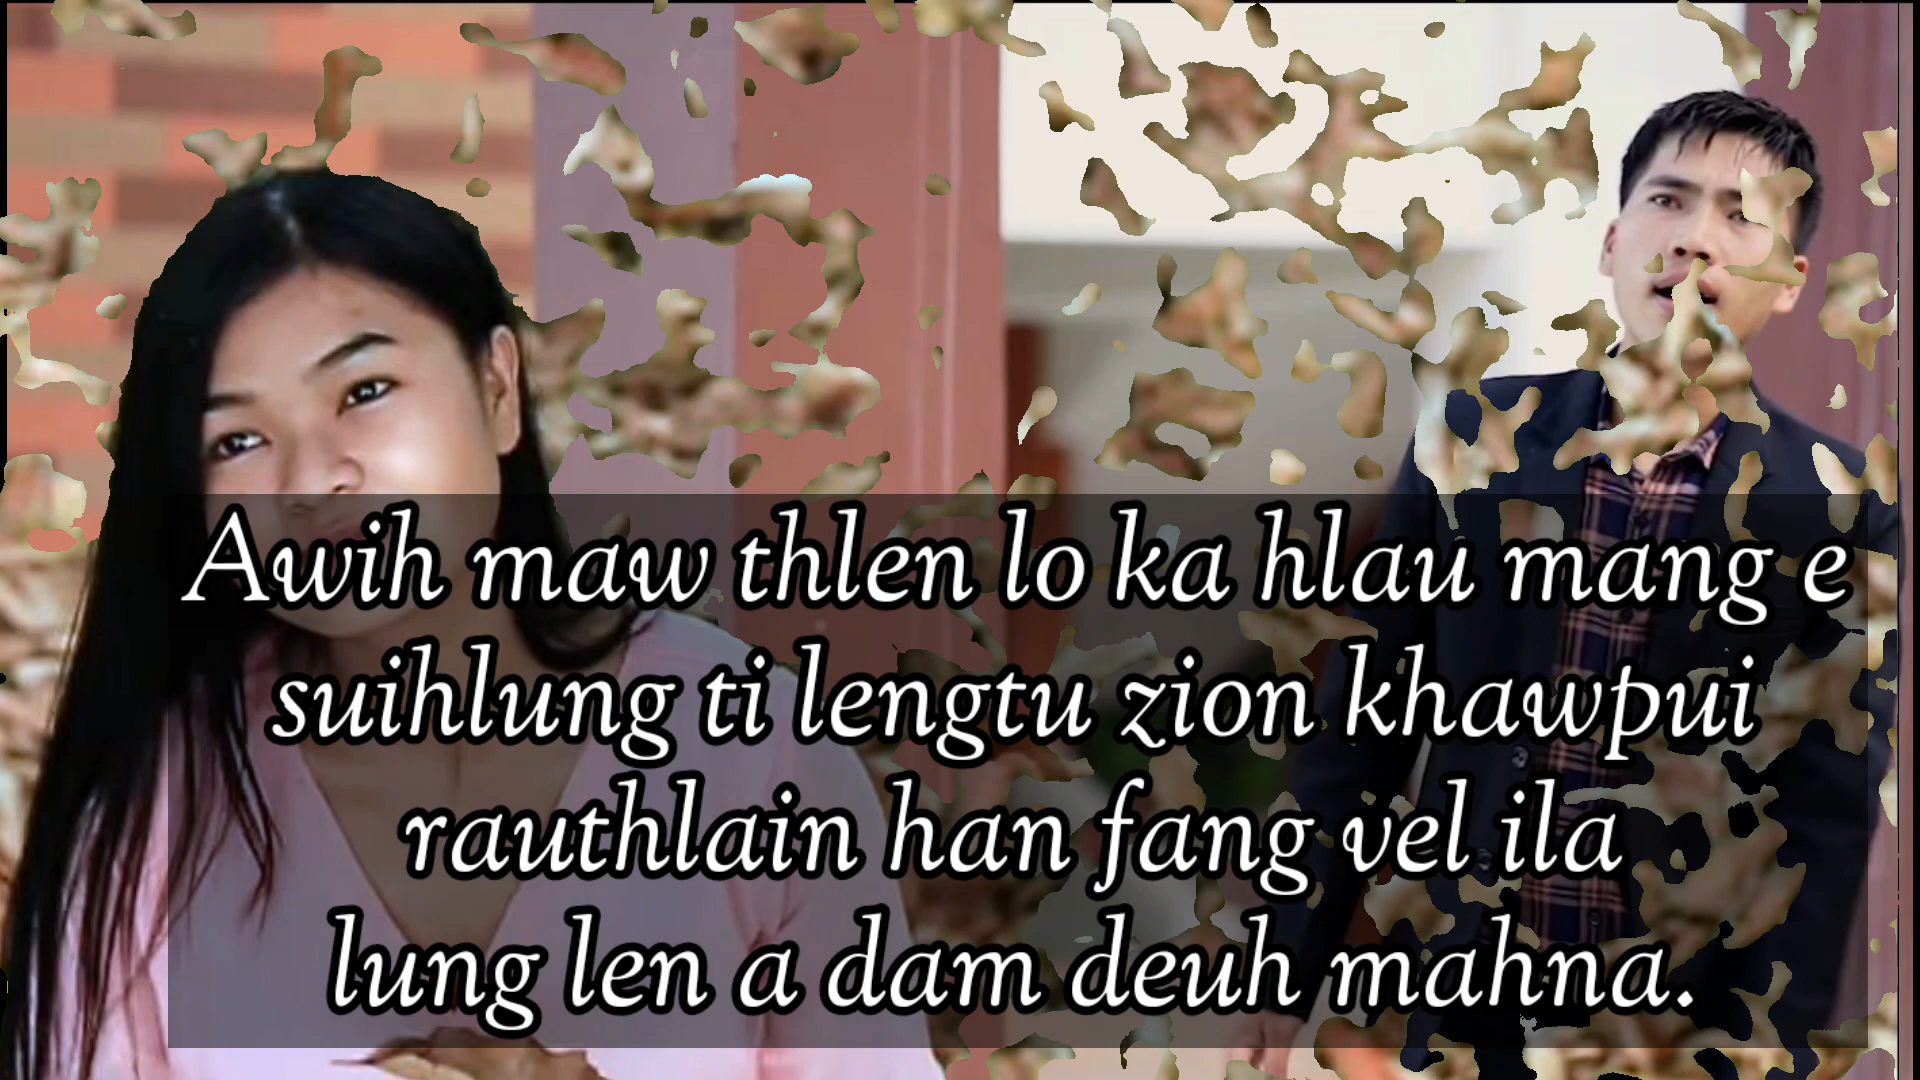 Awih maw thlen lo ka hlau mang e
suihlung ti lengtu zion khawpui
rauthlain han fang vel ila
lung len a dam deuh mahna.